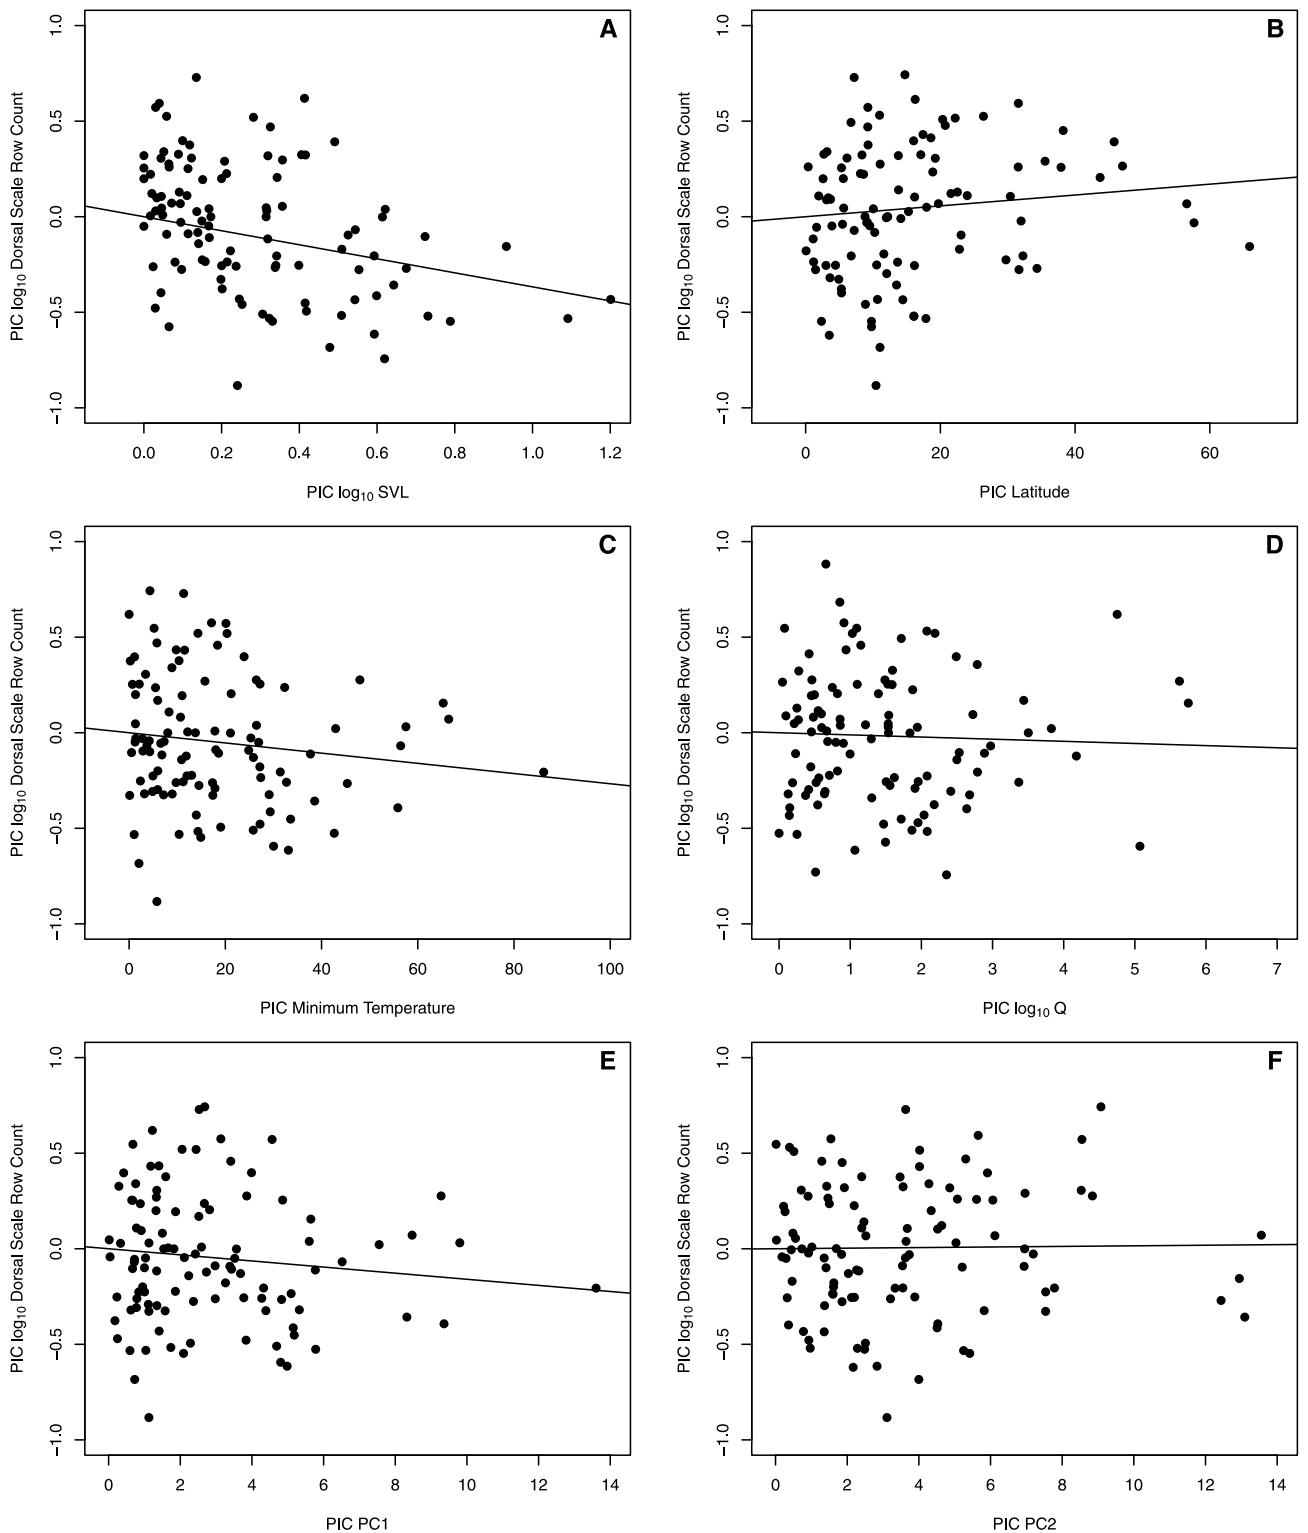 A
PIC log10 Dorsal Scale Row Count
1.0
0.5
0.0
−0.5
−1.0
0.0 0.2 0.4 0.6 0.8 1.0 1.2
PIC log10 SVL
B
PIC log10 Dorsal Scale Row Count
1.0
0.5
0.0
−0.5
−1.0
0 20 40 60
PIC Latitude
C
PIC log10 Dorsal Scale Row Count
1.0
0.5
0.0
−0.5
−1.0
0 20 40 60 80 100
PIC Minimum Temperature
D
PIC log10 Dorsal Scale Row Count
1.0
0.5
0.0
−0.5
−1.0
0 1 2 3 4 5 6 7
PIC log10 Q
E
PIC log10 Dorsal Scale Row Count
1.0
0.5
0.0
−0.5
−1.0
0 2 4 6 8 10 12 14
PIC PC1
F
PIC log10 Dorsal Scale Row Count
1.0
0.5
0.0
−0.5
−1.0
0 2 4 6 8 10 12 14
PIC PC2